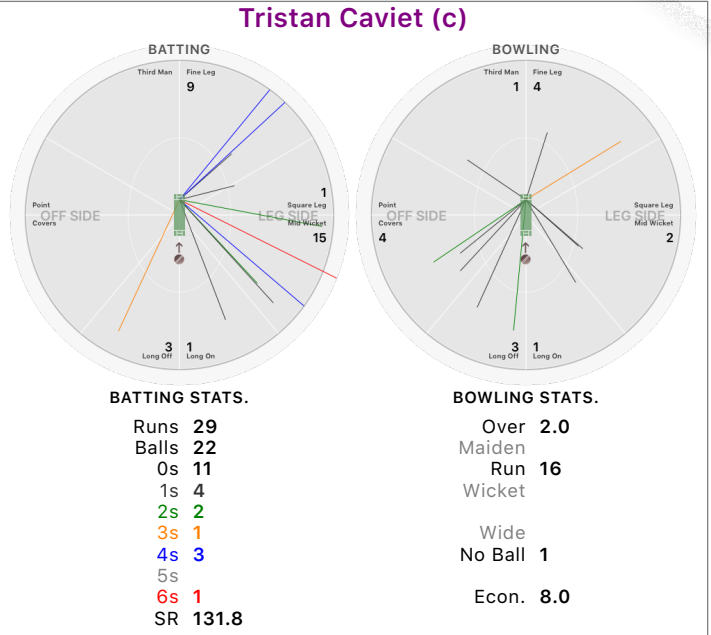 Tristan Caviet (c)
BATTING
Third Man
Fine Leg
9
Point
OFF SIDE
Covers
1
Square Leg
LEG SIDE
Mid Wicket
15
3
Long Off
1
Long On
BOWLING
Third Man
1
Fine Leg
4
Point
OFF SIDE
Covers
4
Square Leg
LEG SIDE
Mid Wicket
2
3
Long Off
1
Long On
BATTING STATS.
Runs 29
Balls 22
0s 11
1s 4
2s 2
3s 1
4s 3
5s
6s 1
SR 131.8
BOWLING STATS.
Over 2.0
Maiden
Run 16
Wicket
Wide
No Ball 1
Econ. 8.0